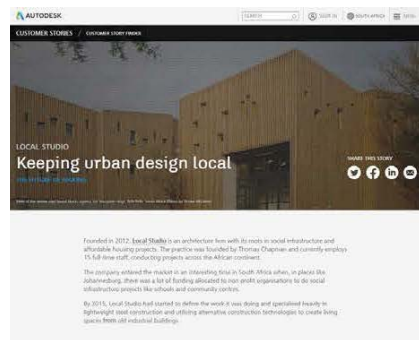 AUTODESK
SEARCH
SIGN IN
SOUTH AFRICA
MENU
CUSTOMER STORIES / CUSTOMER STORY FINDER
LOCAL STUDIO
Keeping urban design local
THE FUTURE OF MAKING
SHARE THIS STORY
Founded in 2012, Local Studio is an architecture firm with its roots in social infrastructure and
affordable housing projects. The practice was founded by Thomas Chapman and currently employs
15 full-time staff, conducting projects across the African continent.
The company entered the market in an interesting time in South Africa when, in places like
Johannesburg, there was a lot of funding allocated to non-profit organisations to do social
infrastructure projects like schools and community centres.
By 2015, Local Studio had started to define the work it was doing and specialised heavily in
lightweight steel construction and utilising alternative construction technologies to create living
spaces from old industrial buildings.